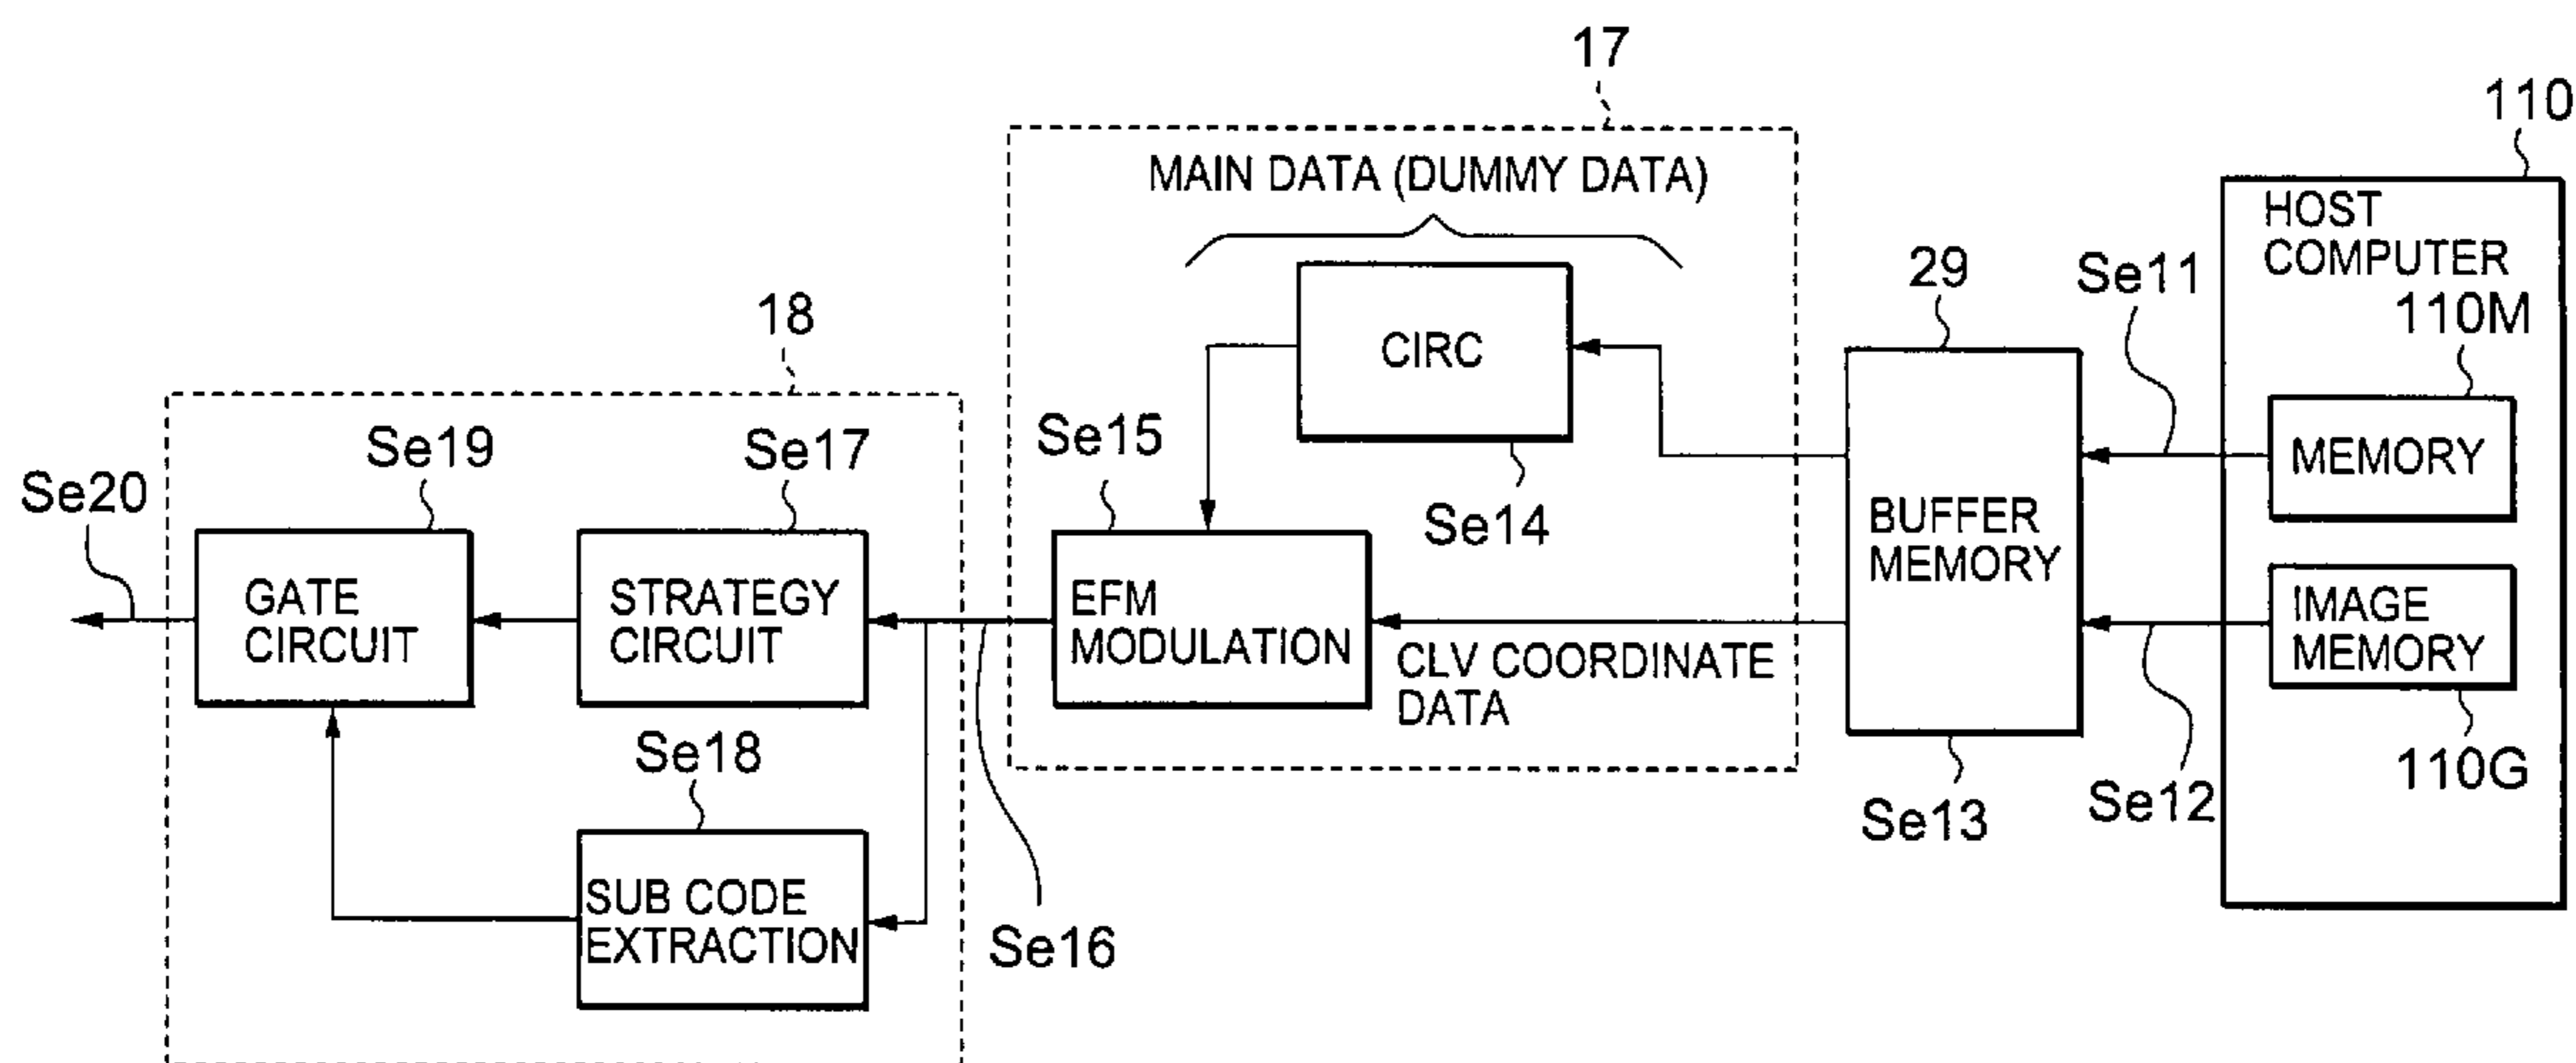 17
110
MAIN DATA (DUMMY DATA)
HOST
COMPUTER
29
Se11
110M
18
CIRC
MEMORY
Se19
Se17
Se15
Se14
Se20
BUFFER
MEMORY
GATE
CIRCUIT
STRATEGY
CIRCUIT
EFM
MODULATION
IMAGE
MEMORY
CLV COORDINATE
DATA
Se18
110G
Se12
Se13
SUB CODE
EXTRACTION
Se16